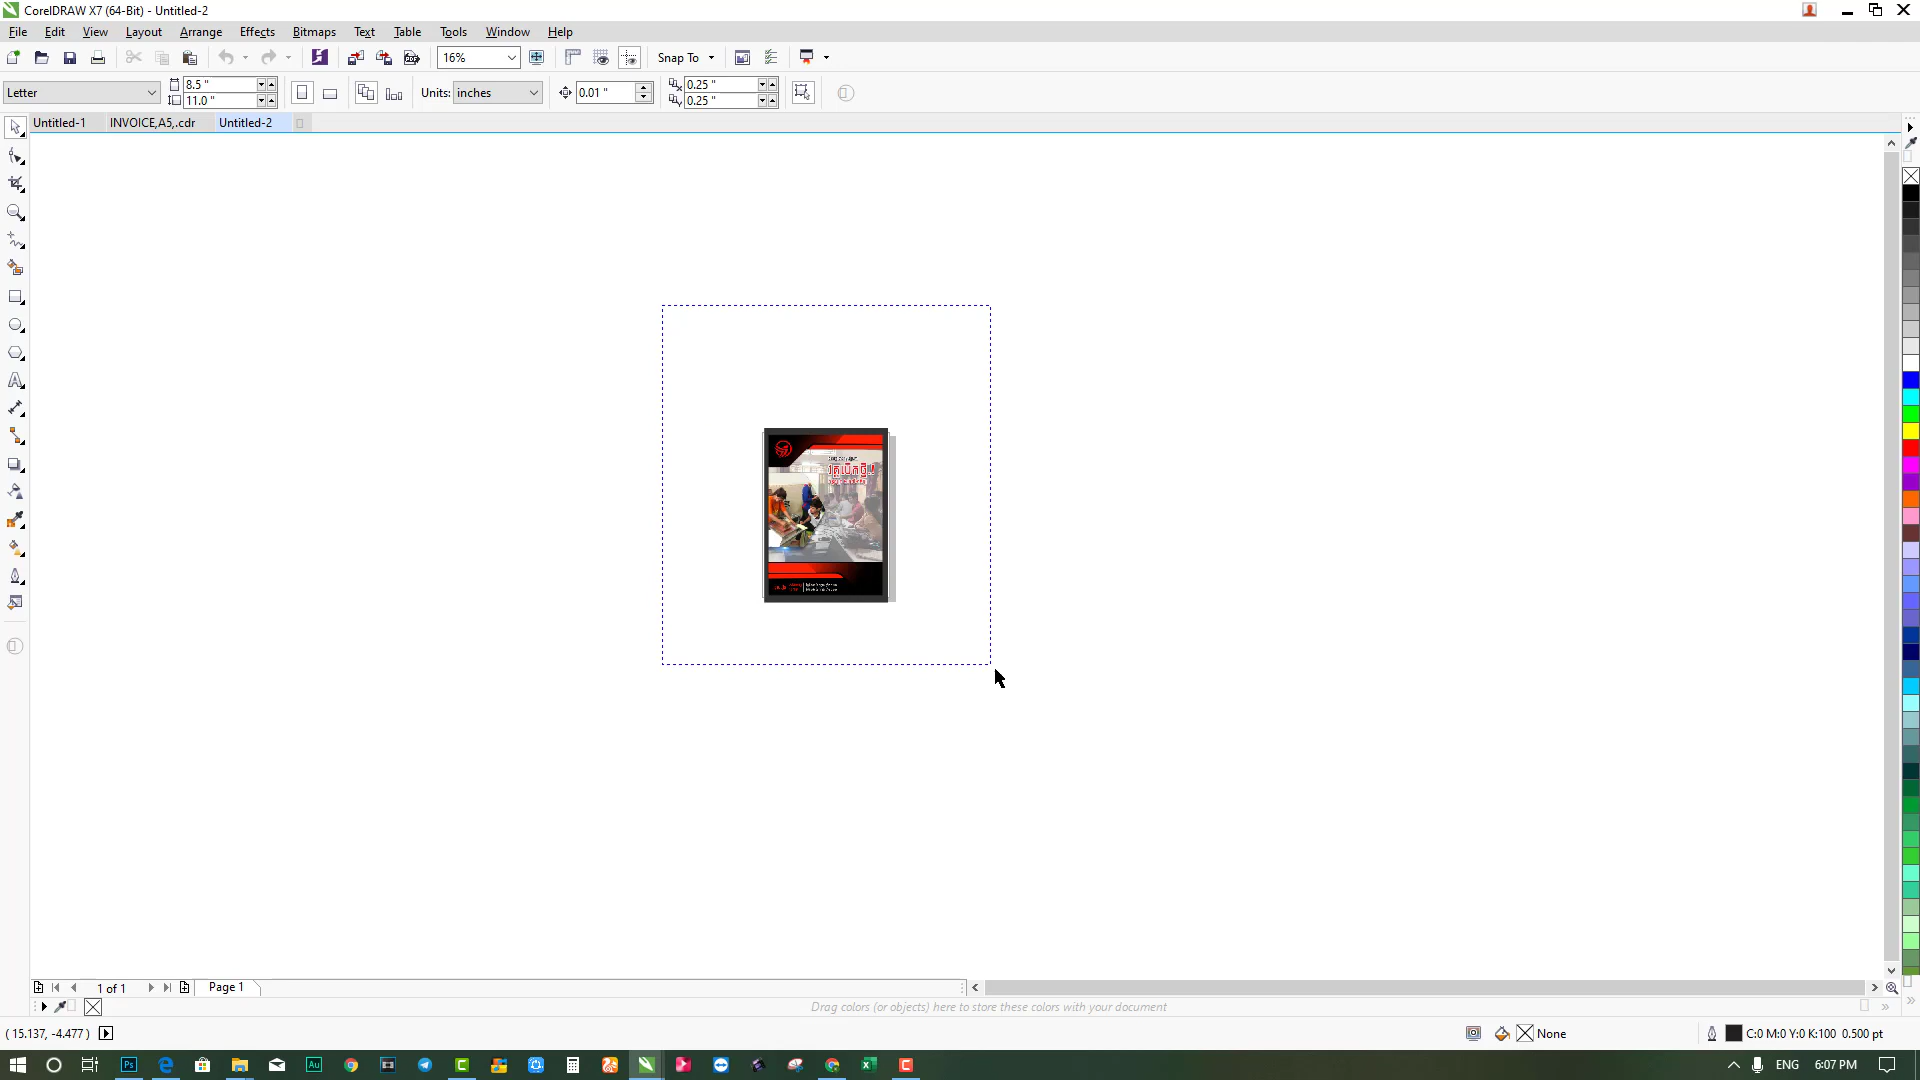 CorelDRAW X7 (64-Bit) - Untitled-2
File Edit View Layout Arrange Effects Bitmaps Text Table Tools Window Help
16% Snap To
Letter 8.5 " 11.0 " Units: inches 0.01 " 0.25 " 0.25 "
Untitled-1 INVOICE,A5,.cdr Untitled-2
1 of 1 Page 1
Drag colors (or objects) here to store these colors with your document
( 15.137, -4.477 ) None C:0 M:0 Y:0 K:100 0.500 pt
Ps Au ENG 6:07 PM